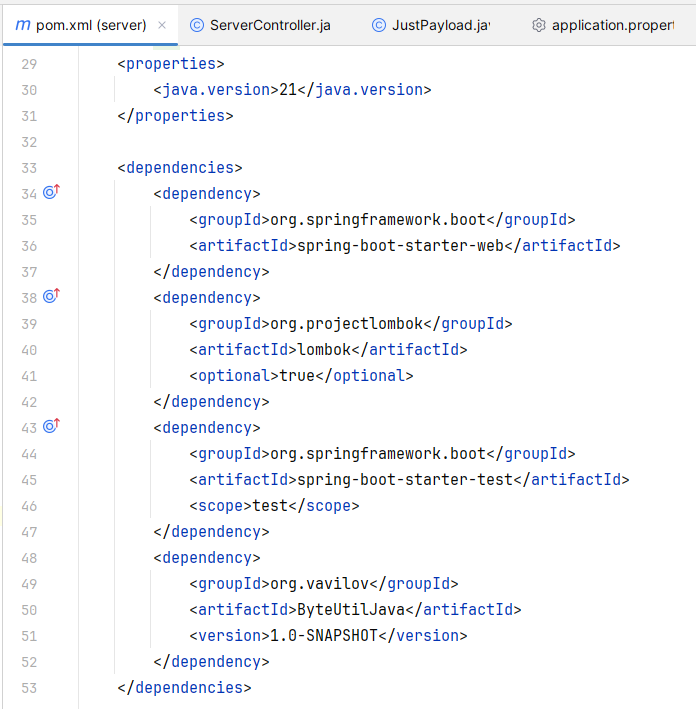 m pom.xml (server) × © ServerController.ja © JustPayload.jav application.propert
29 <properties>
30 <java.version>21</java.version>
31 </properties>
32
33 <dependencies>
34 <dependency>
35 <groupId>org.springframework.boot</groupId>
36 <artifactId>spring-boot-starter-web</artifactId>
37 </dependency>
38 <dependency>
39 <groupId>org.projectlombok</groupId>
40 <artifactId>lombok</artifactId>
41 <optional>true</optional>
42 </dependency>
43 <dependency>
44 <groupId>org.springframework.boot</groupId>
45 <artifactId>spring-boot-starter-test</artifactId>
46 <scope>test</scope>
47 </dependency>
48 <dependency>
49 <groupId>org.vavilov</groupId>
50 <artifactId>ByteUtilJava</artifactId>
51 <version>1.0-SNAPSHOT</version>
52 </dependency>
53 </dependencies>